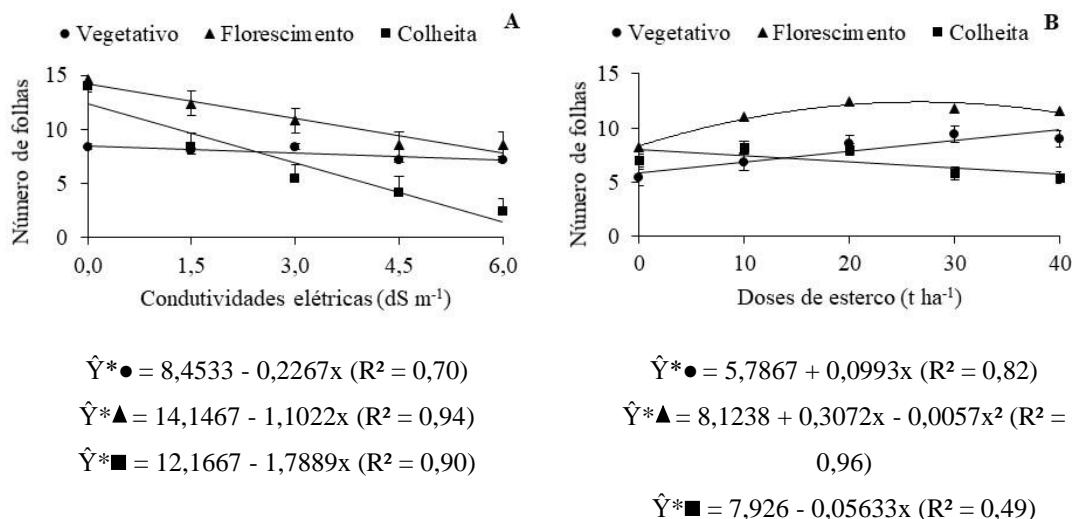 A
● Vegetativo ▲ Florescimento ■ Colheita
Número de folhas
15
10
5
0
0,0 1,5 3,0 4,5 6,0
Condutividades elétricas (dS m⁻¹)
Ŷ*● = 8,4533 - 0,2267x (R² = 0,70)
Ŷ*▲ = 14,1467 - 1,1022x (R² = 0,94)
Ŷ*■ = 12,1667 - 1,7889x (R² = 0,90)
B
● Vegetativo ▲ Florescimento ■ Colheita
Número de folhas
15
10
5
0
0 10 20 30 40
Doses de esterco (t ha⁻¹)
Ŷ*● = 5,7867 + 0,0993x (R² = 0,82)
Ŷ*▲ = 8,1238 + 0,3072x - 0,0057x² (R² =
0,96)
Ŷ*■ = 7,926 - 0,05633x (R² = 0,49)